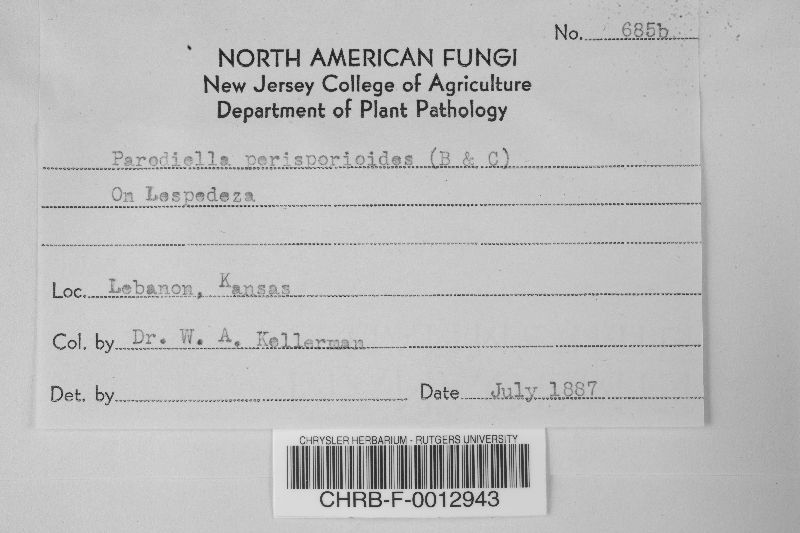 No. 685b
NORTH AMERICAN FUNGI
New Jersey College of Agriculture
Department of Plant Pathology
Parodiella perisporioides (B & C)
On Lespedeza
Loc. Lebanon, Kansas
Col. by Dr. W. A. Kellerman
Det. by
Date July 1887
CHRYSLER HERBARIUM - RUTGERS UNIVERSITY
CHRB-F-0012943